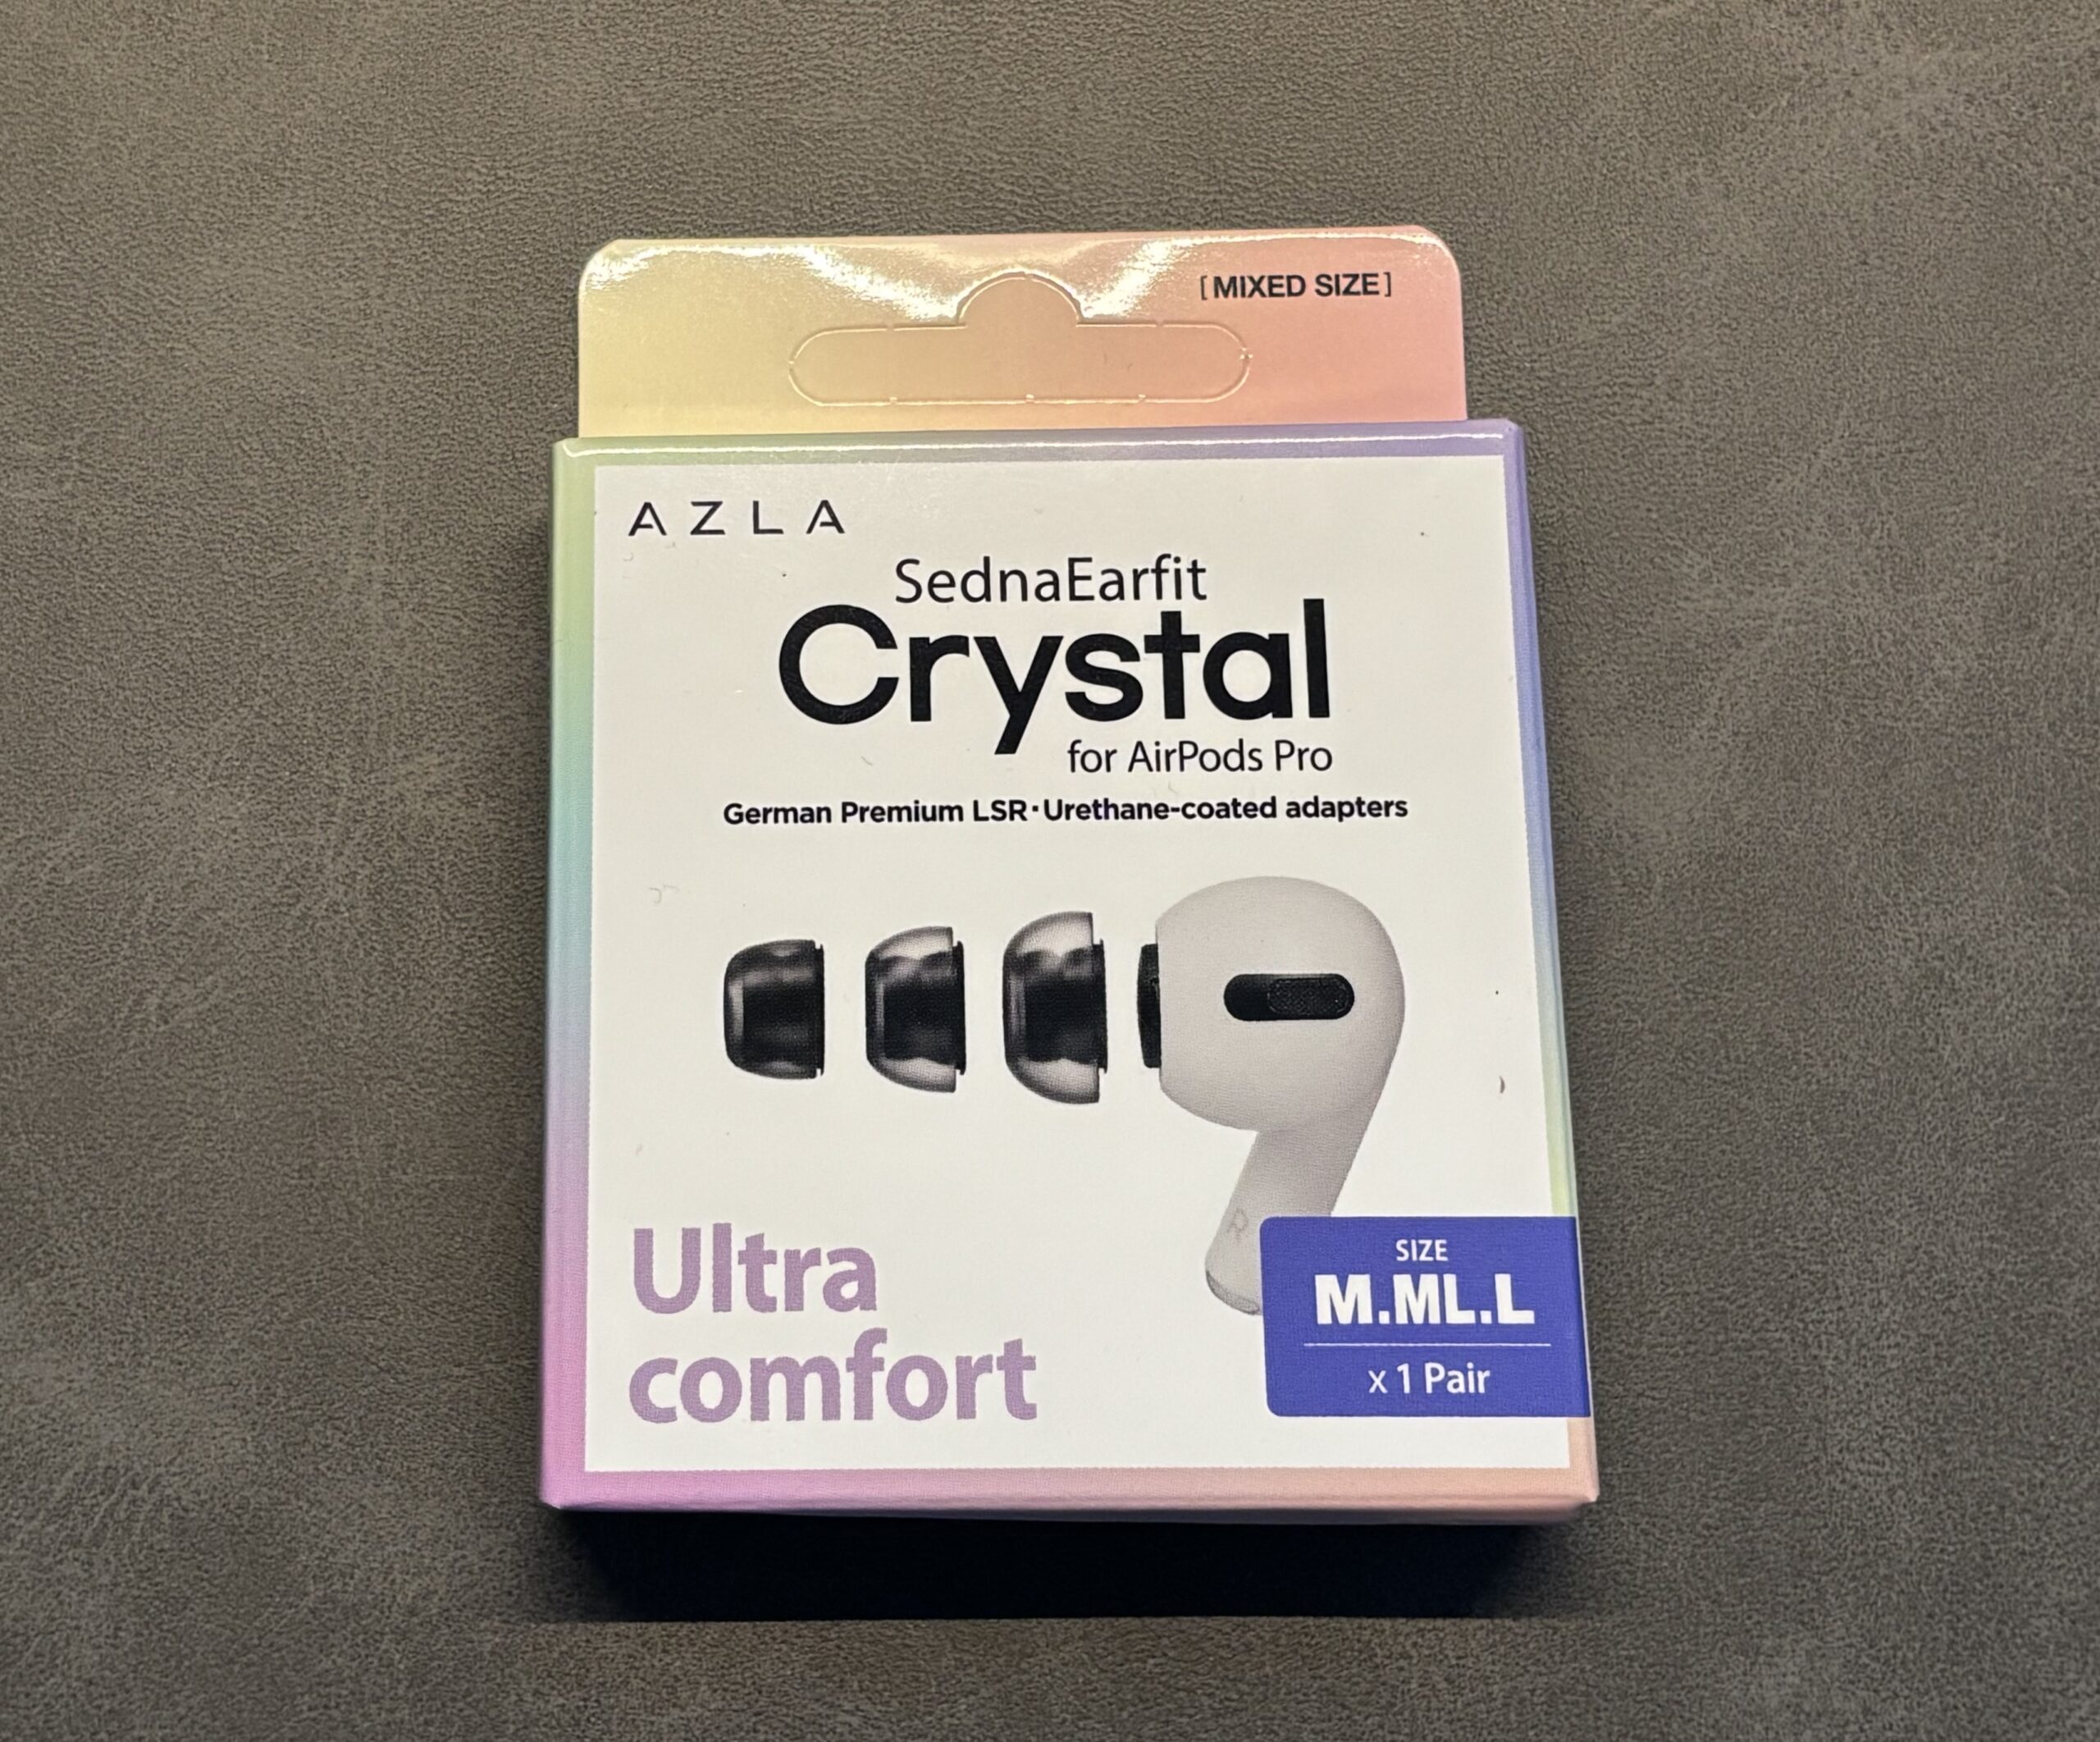 [MIXED SIZE]
AZLA
SednaEarfit
Crystal
for AirPods Pro
German Premium LSR·Urethane-coated adapters
R
Ultra
comfort
SIZE
M.ML.L
x 1 Pair